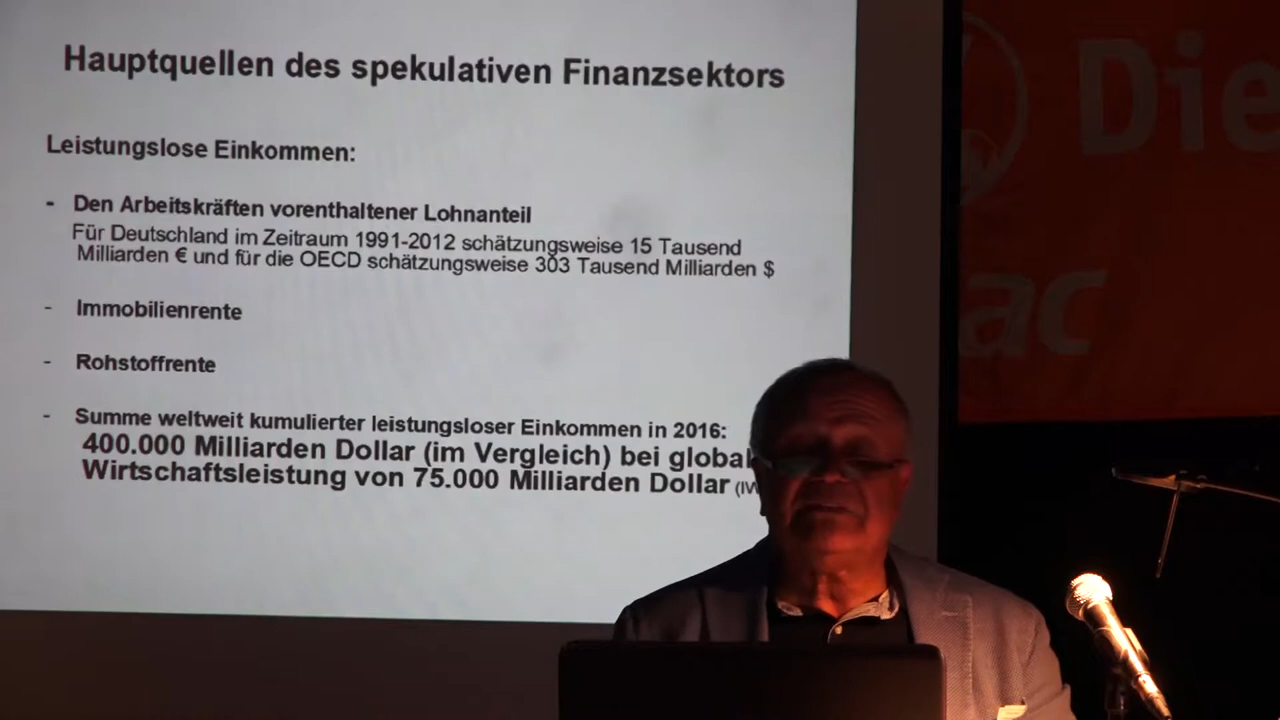 Hauptquellen des spekulativen Finanzsektors
Leistungslose Einkommen:
- Den Arbeitskräften vorenthaltener Lohnanteil
Für Deutschland im Zeitraum 1991-2012 schätzungsweise 15 Tausend
Milliarden € und für die OECD schätzungsweise 303 Tausend Milliarden $
- Immobilienrente
- Rohstoffrente
- Summe weltweit kumulierter leistungsloser Einkommen in 2016:
400.000 Milliarden Dollar (im Vergleich) bei global
Wirtschaftsleistung von 75.000 Milliarden Dollar
Die
ac